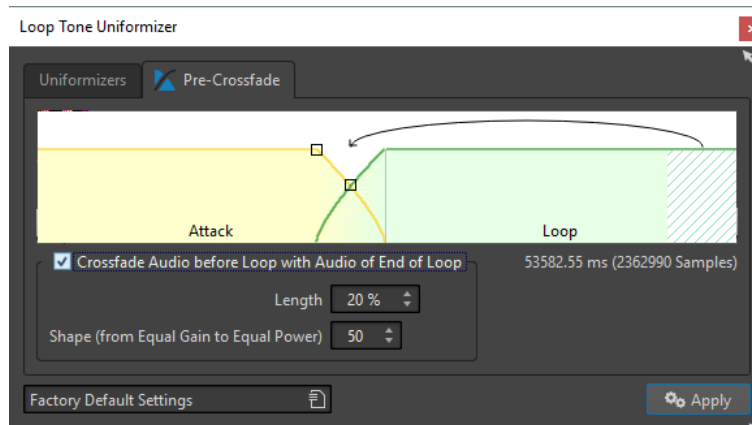 Loop Tone Uniformizer
Uniformizers
Pre-Crossfade
Attack
Loop
Crossfade Audio before Loop with Audio of End of Loop
53582.55 ms (2362990 Samples)
Length 20 %
Shape (from Equal Gain to Equal Power) 50
Factory Default Settings
Apply